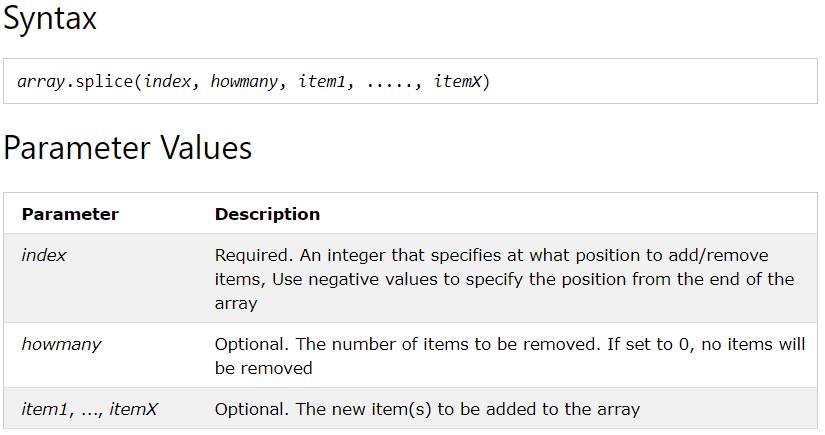 Syntax
array.splice(index, howmany, item1, ....., itemX)
Parameter Values
Parameter Description
index Required. An integer that specifies at what position to add/remove
items, Use negative values to specify the position from the end of the
array
howmany Optional. The number of items to be removed. If set to 0, no items will
be removed
item1, ..., itemX Optional. The new item(s) to be added to the array